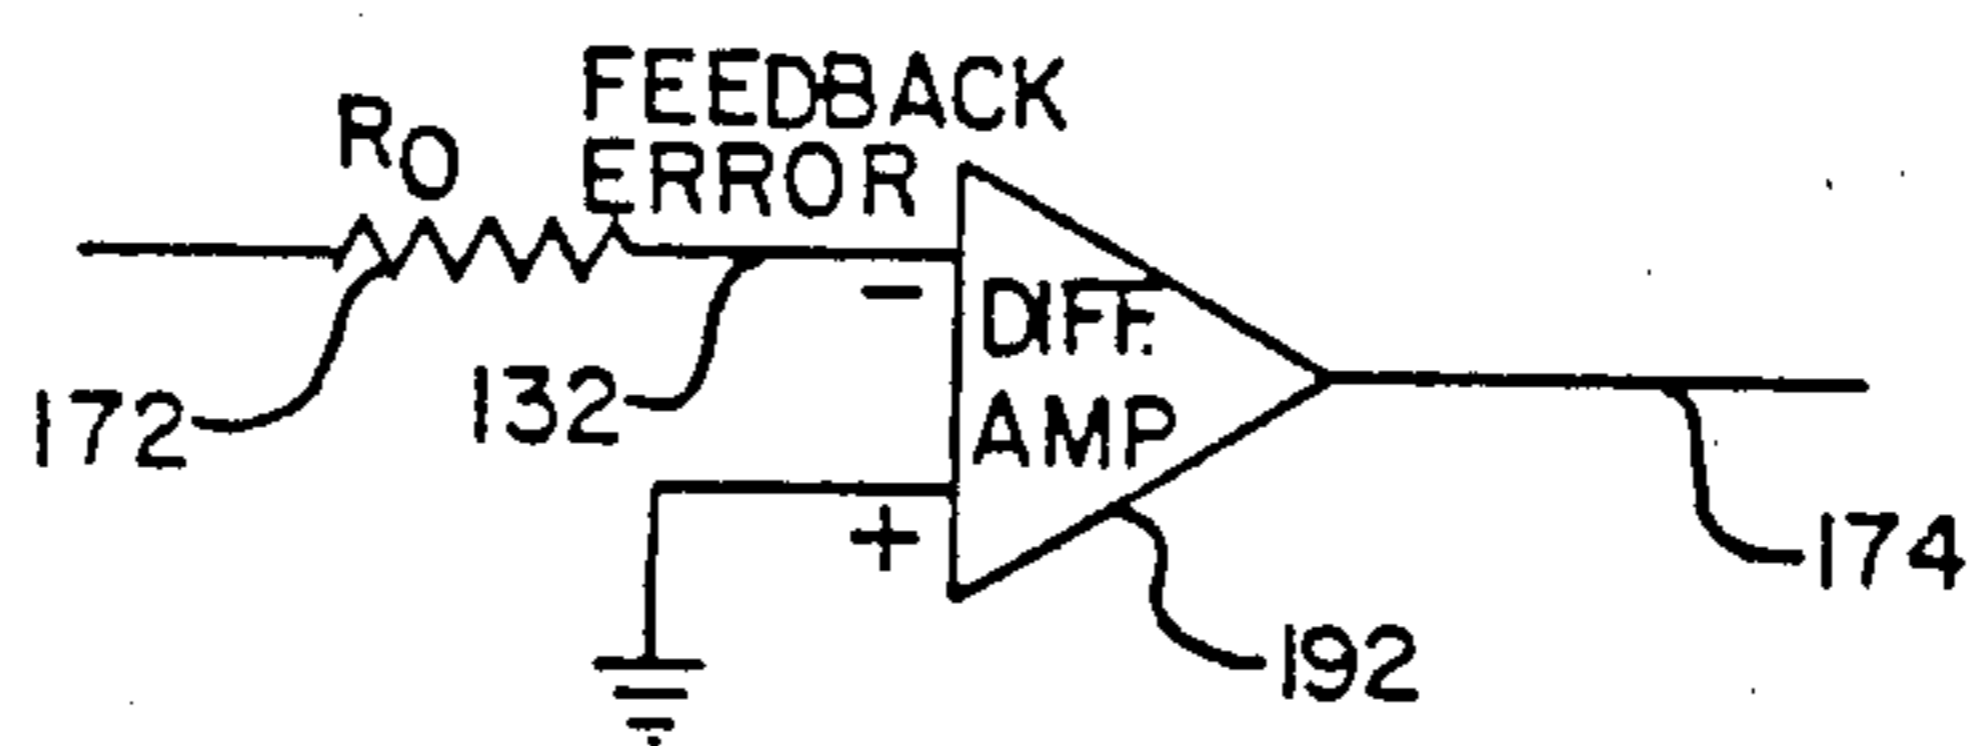 FEEDBACK
ERROR
RO
-
DIFF.
AMP
+
172
132
174
192